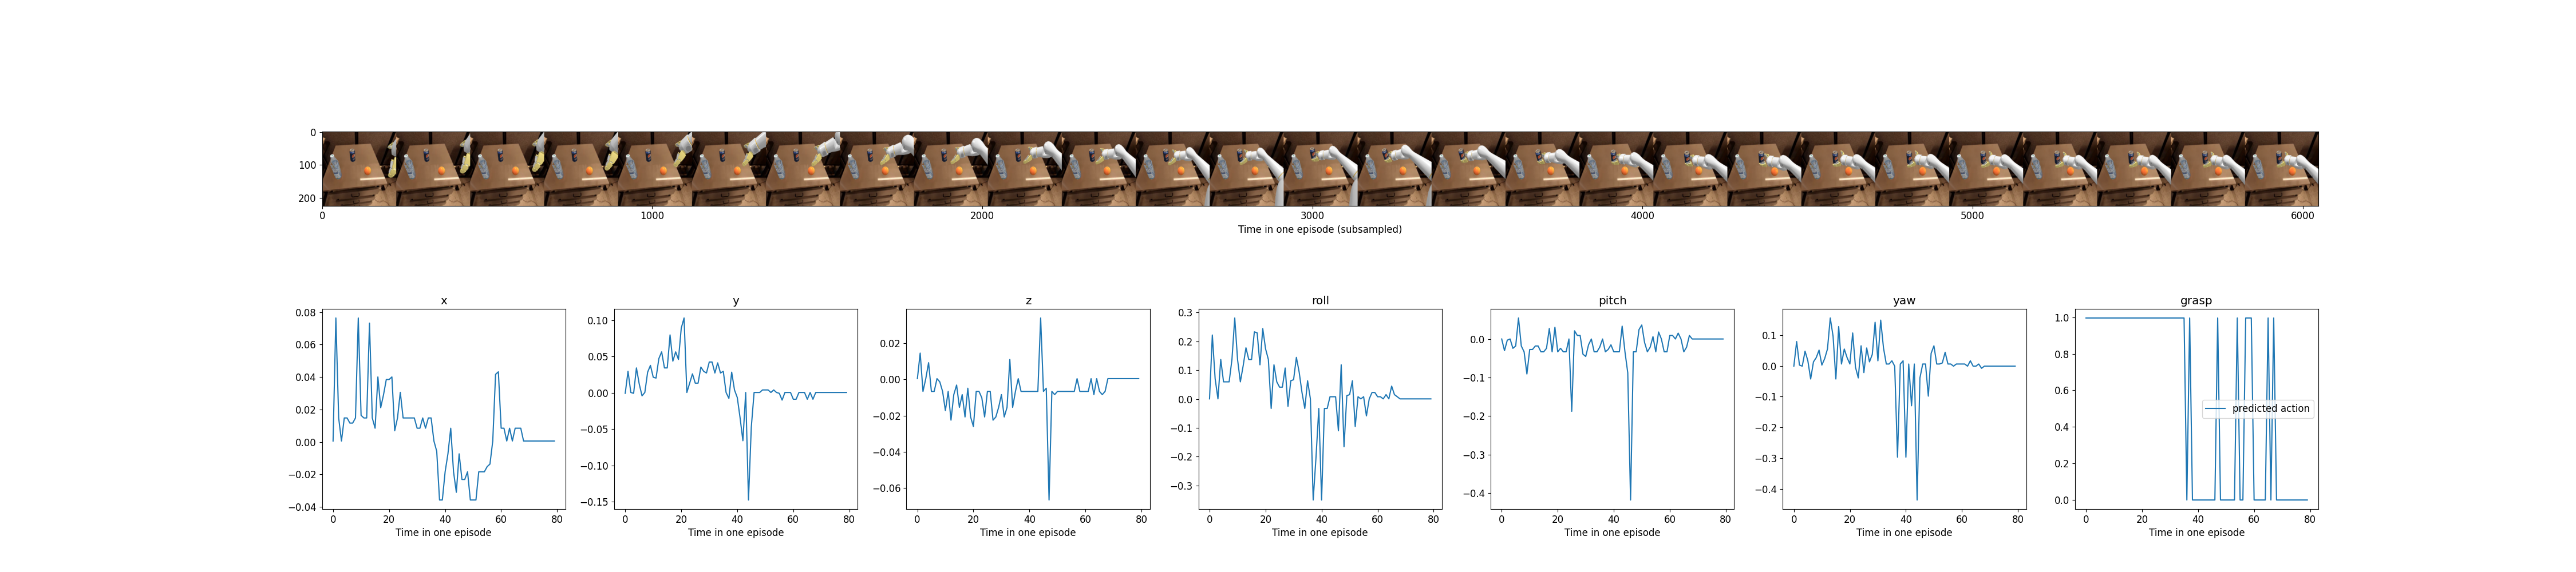 0
100
200
0 1000 2000 3000 4000 5000 6000
Time in one episode (subsampled)
x
0.08
0.06
0.04
0.02
0.00
−0.02
−0.04
0 20 40 60 80
Time in one episode
y
0.10
0.05
0.00
−0.05
−0.10
−0.15
0 20 40 60 80
Time in one episode
z
0.02
0.00
−0.02
−0.04
−0.06
0 20 40 60 80
Time in one episode
roll
0.3
0.2
0.1
0.0
−0.1
−0.2
−0.3
0 20 40 60 80
Time in one episode
pitch
0.0
−0.1
−0.2
−0.3
−0.4
0 20 40 60 80
Time in one episode
yaw
0.1
0.0
−0.1
−0.2
−0.3
−0.4
0 20 40 60 80
Time in one episode
grasp
1.0
0.8
0.6
0.4
0.2
0.0
predicted action
0 20 40 60 80
Time in one episode